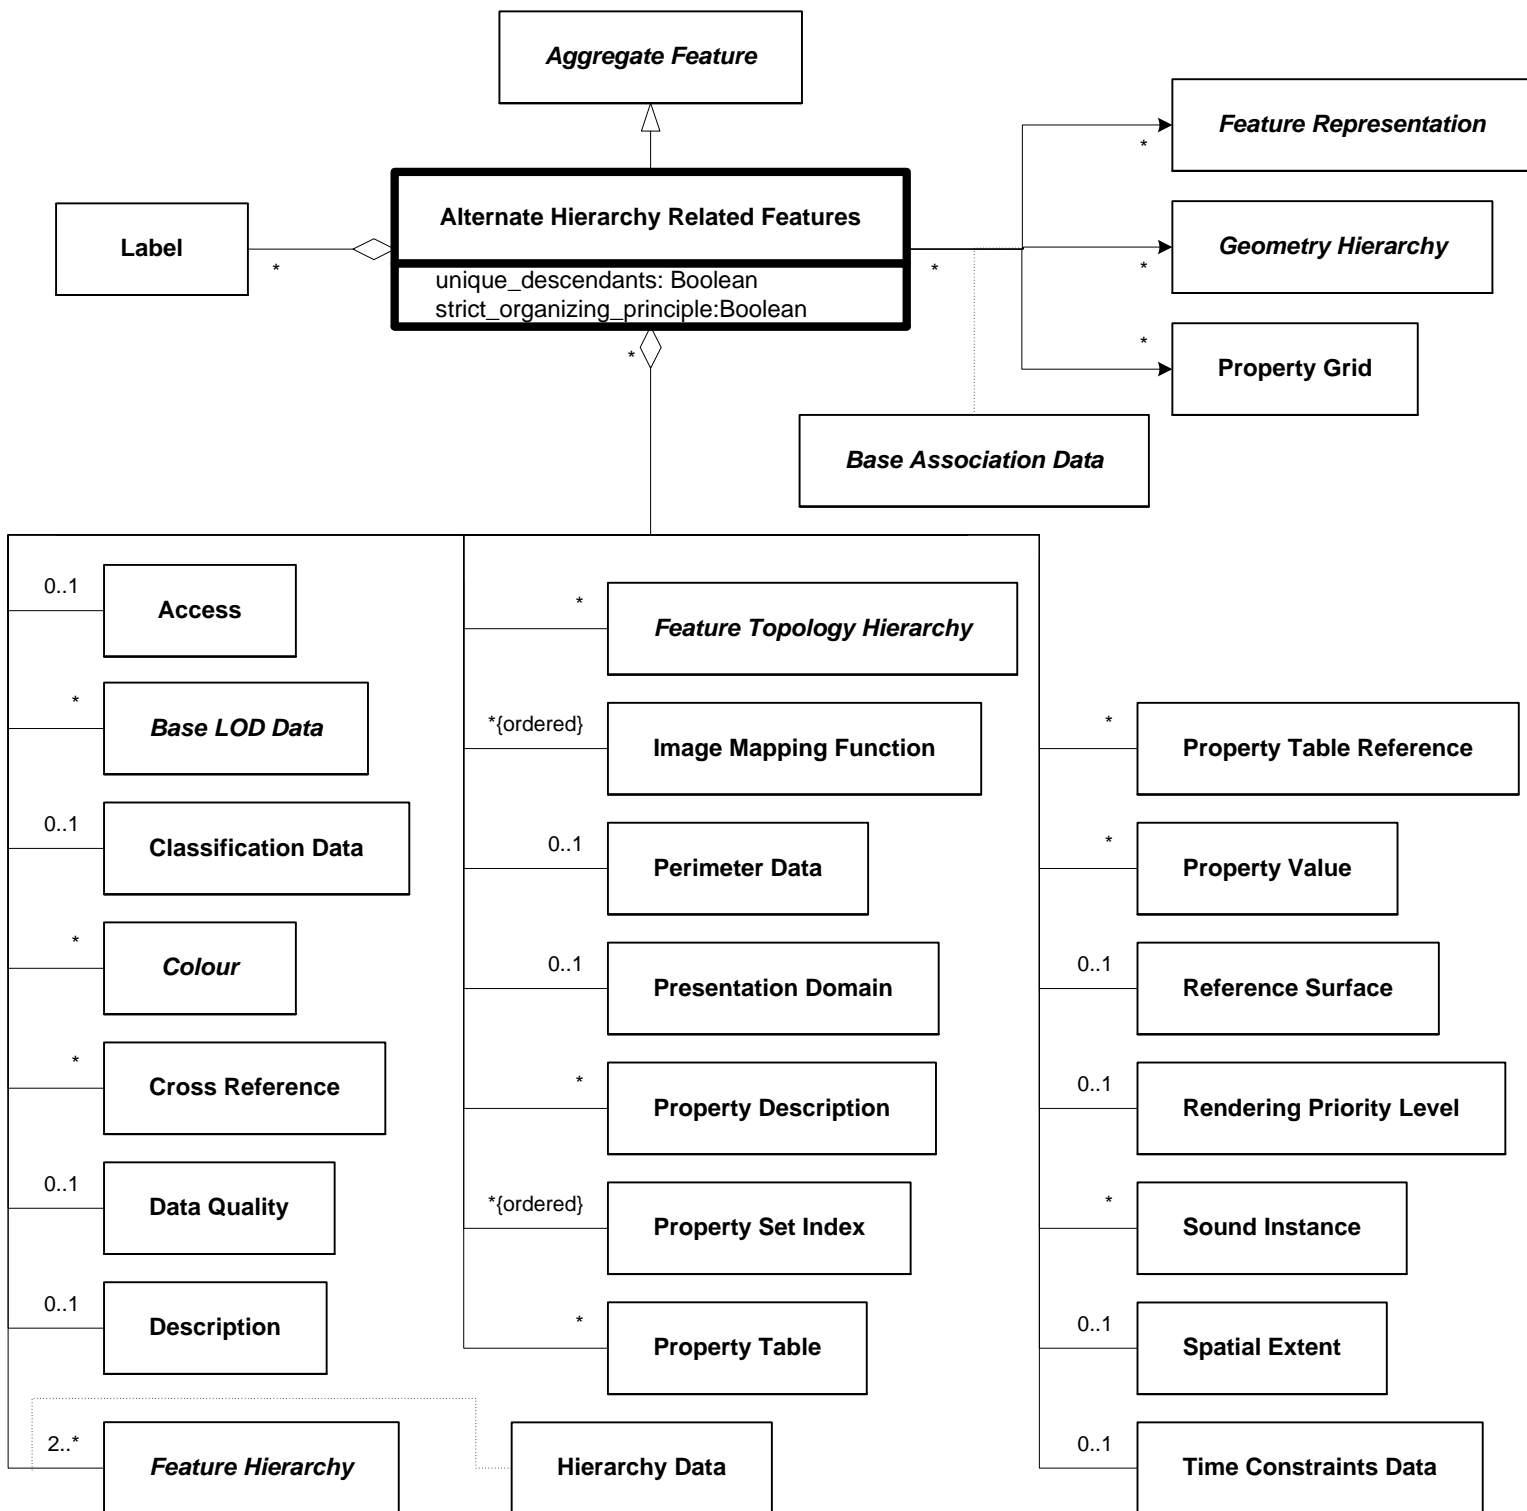 Aggregate Feature
Feature Representation
*
Alternate Hierarchy Related Features
Label
*
*
Geometry Hierarchy
*
unique_descendants: Boolean
strict_organizing_principle:Boolean
*
*
Property Grid
Base Association Data
0..1
Access
*
Base LOD Data
0..1
Classification Data
*
Colour
*
Cross Reference
0..1
Data Quality
0..1
Description
2..*
Feature Hierarchy
Hierarchy Data
*
Feature Topology Hierarchy
*{ordered}
Image Mapping Function
0..1
Perimeter Data
0..1
Presentation Domain
*
Property Description
*{ordered}
Property Set Index
*
Property Table
*
Property Table Reference
*
Property Value
0..1
Reference Surface
0..1
Rendering Priority Level
*
Sound Instance
0..1
Spatial Extent
0..1
Time Constraints Data